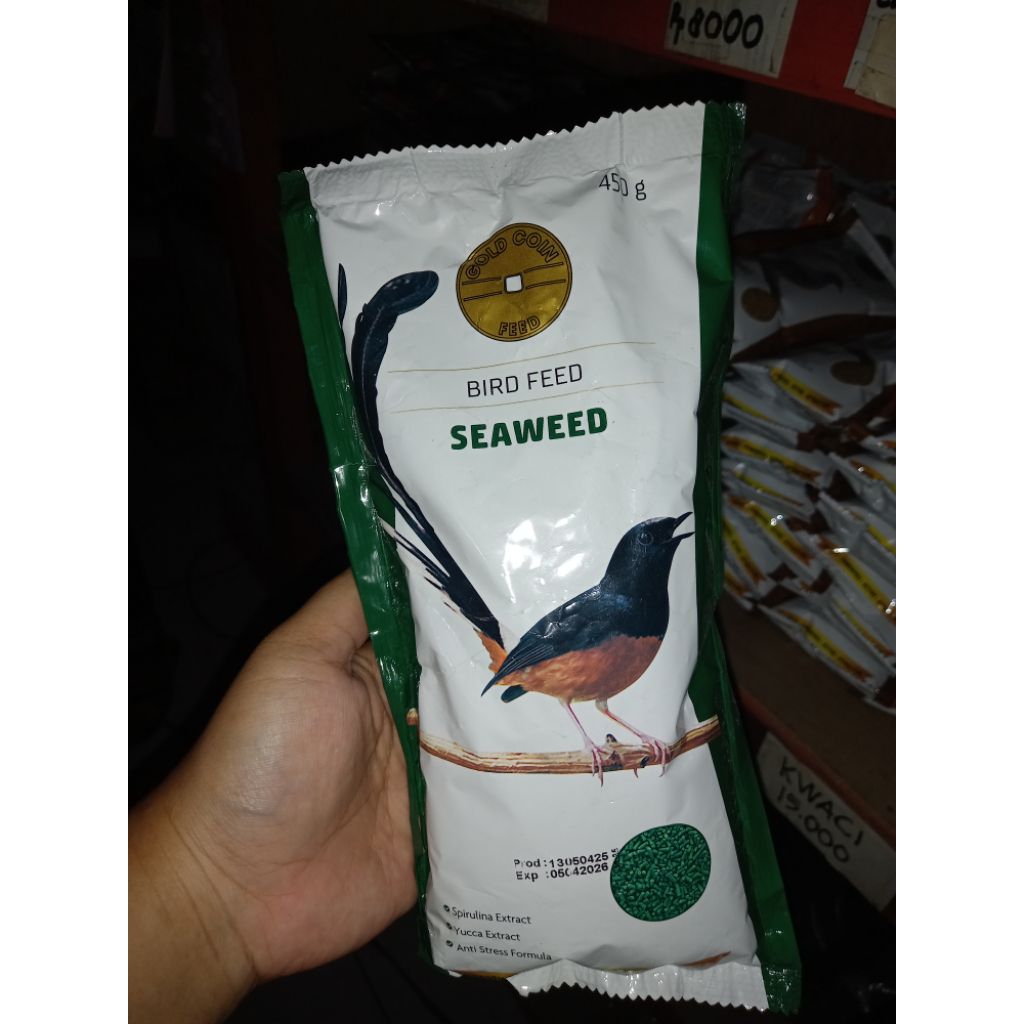 48000
450 g
GOLD COIN
FEED
BIRD FEED
SEAWEED
Prod :13050425
Exp :05042026
Spirulina Extract
Yucca Extract
Anti Stress Formula
KWACI
15.000